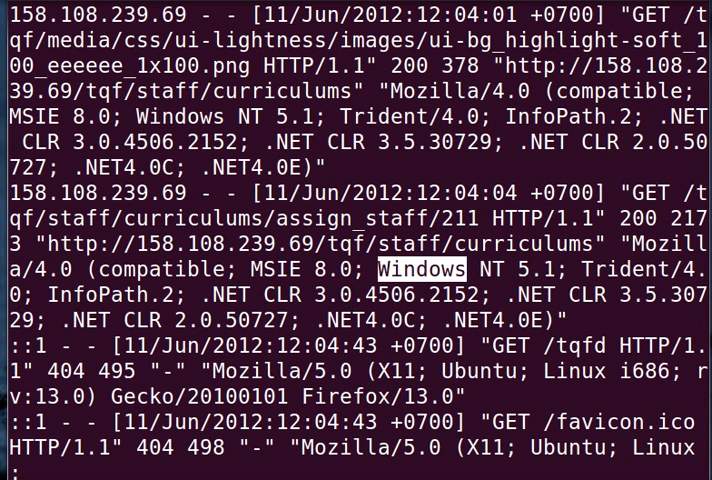 158.108.239.69 - - [11/Jun/2012:12:04:01 +0700] "GET /t
qf/media/css/ui-lightness/images/ui-bg_highlight-soft_1
00_eeeeee_1x100.png HTTP/1.1" 200 378 "http://158.108.2
39.69/tqf/staff/curriculums" "Mozilla/4.0 (compatible;
MSIE 8.0; Windows NT 5.1; Trident/4.0; InfoPath.2; .NET
 CLR 3.0.4506.2152; .NET CLR 3.5.30729; .NET CLR 2.0.50
727; .NET4.0C; .NET4.0E)"
158.108.239.69 - - [11/Jun/2012:12:04:04 +0700] "GET /t
qf/staff/curriculums/assign_staff/211 HTTP/1.1" 200 217
3 "http://158.108.239.69/tqf/staff/curriculums" "Mozill
a/4.0 (compatible; MSIE 8.0; Windows NT 5.1; Trident/4.
0; InfoPath.2; .NET CLR 3.0.4506.2152; .NET CLR 3.5.307
29; .NET CLR 2.0.50727; .NET4.0C; .NET4.0E)"
::1 - - [11/Jun/2012:12:04:43 +0700] "GET /tqfd HTTP/1.
1" 404 495 "-" "Mozilla/5.0 (X11; Ubuntu; Linux i686; r
v:13.0) Gecko/20100101 Firefox/13.0"
::1 - - [11/Jun/2012:12:04:43 +0700] "GET /favicon.ico
HTTP/1.1" 404 498 "-" "Mozilla/5.0 (X11; Ubuntu; Linux
: